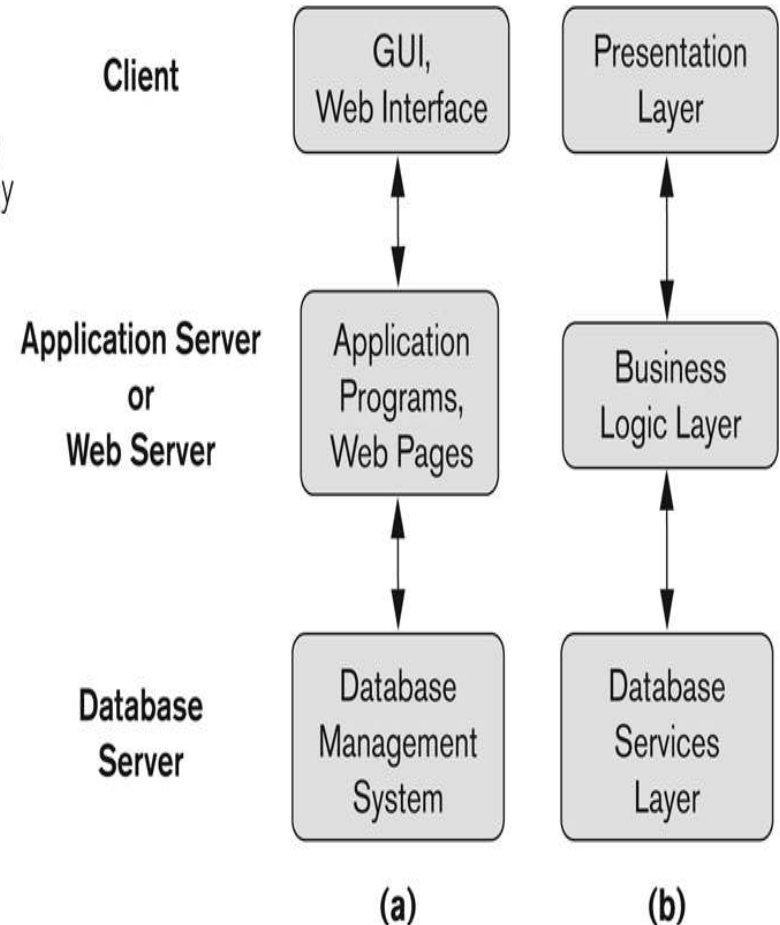 Client
GUI,
Web Interface
Presentation
Layer
y
Application Server
or
Web Server
Application
Programs,
Web Pages
Business
Logic Layer
Database
Server
Database
Management
System
Database
Services
Layer
(a)
(b)